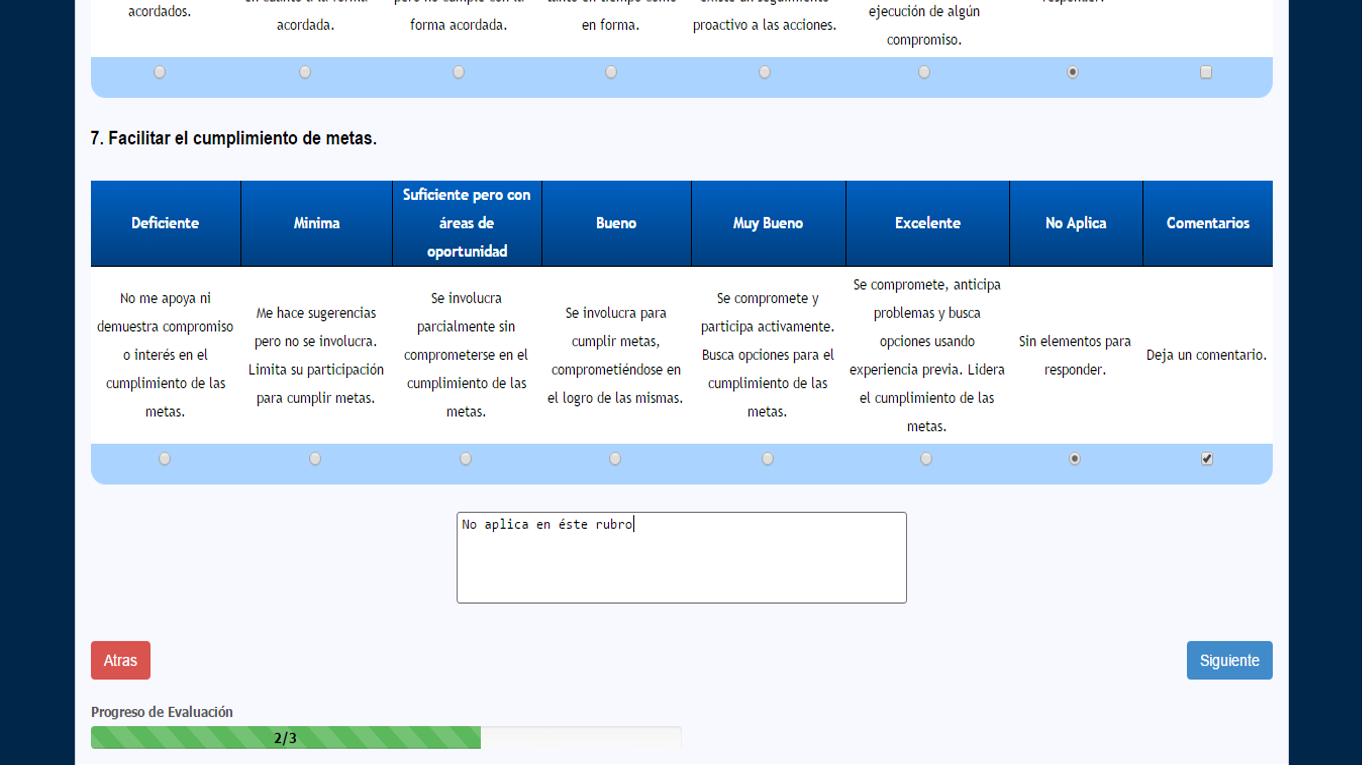 acordados.
acordada.
forma acordada.
en forma.
proactivo a las acciones.
ejecución de algún
compromiso.
7. Facilitar el cumplimiento de metas.
Deficiente
Minima
Suficiente pero con
áreas de
oportunidad
Bueno
Muy Bueno
Excelente
No Aplica
Comentarios
No me apoya ni
demuestra compromiso
o interés en el
cumplimiento de las
metas.
Me hace sugerencias
pero no se involucra.
Limita su participación
para cumplir metas.
Se involucra
parcialmente sin
comprometerse en el
cumplimiento de las
metas.
Se involucra para
cumplir metas,
comprometiéndose en
el logro de las mismas.
Se compromete y
participa activamente.
Busca opciones para el
cumplimiento de las
metas.
Se compromete, anticipa
problemas y busca
opciones usando
experiencia previa. Lidera
el cumplimiento de las
metas.
Sin elementos para
responder.
Deja un comentario.
No aplica en éste rubro
Atras
Siguiente
Progreso de Evaluación
2/3